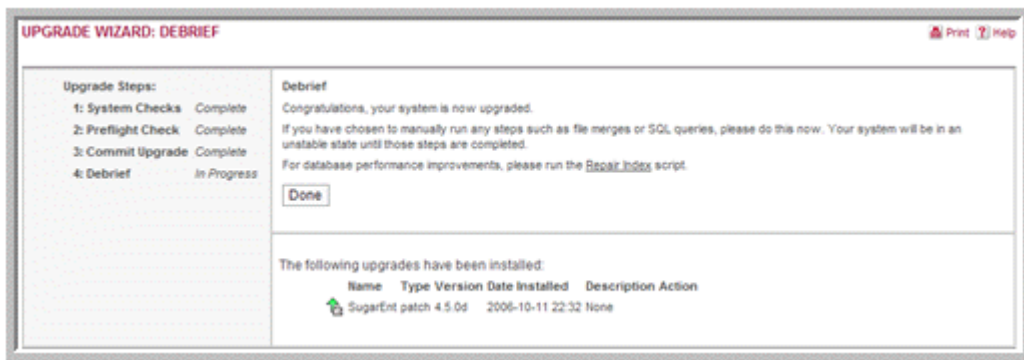 UPGRADE WIZARD: DEBRIEF
Print Help
Upgrade Steps:
1: System Checks Complete
2: Preflight Check Complete
3: Commit Upgrade Complete
4: Debrief In Progress
Debrief
Congratulations, your system is now upgraded.
If you have chosen to manually run any steps such as file merges or SQL queries, please do this now. Your system will be in an
unstable state until those steps are completed.
For database performance improvements, please run the Repair Index script.
Done
The following upgrades have been installed:
Name Type Version Date Installed Description Action
SugarEnt patch 4.5.0d 2006-10-11 22:32 None